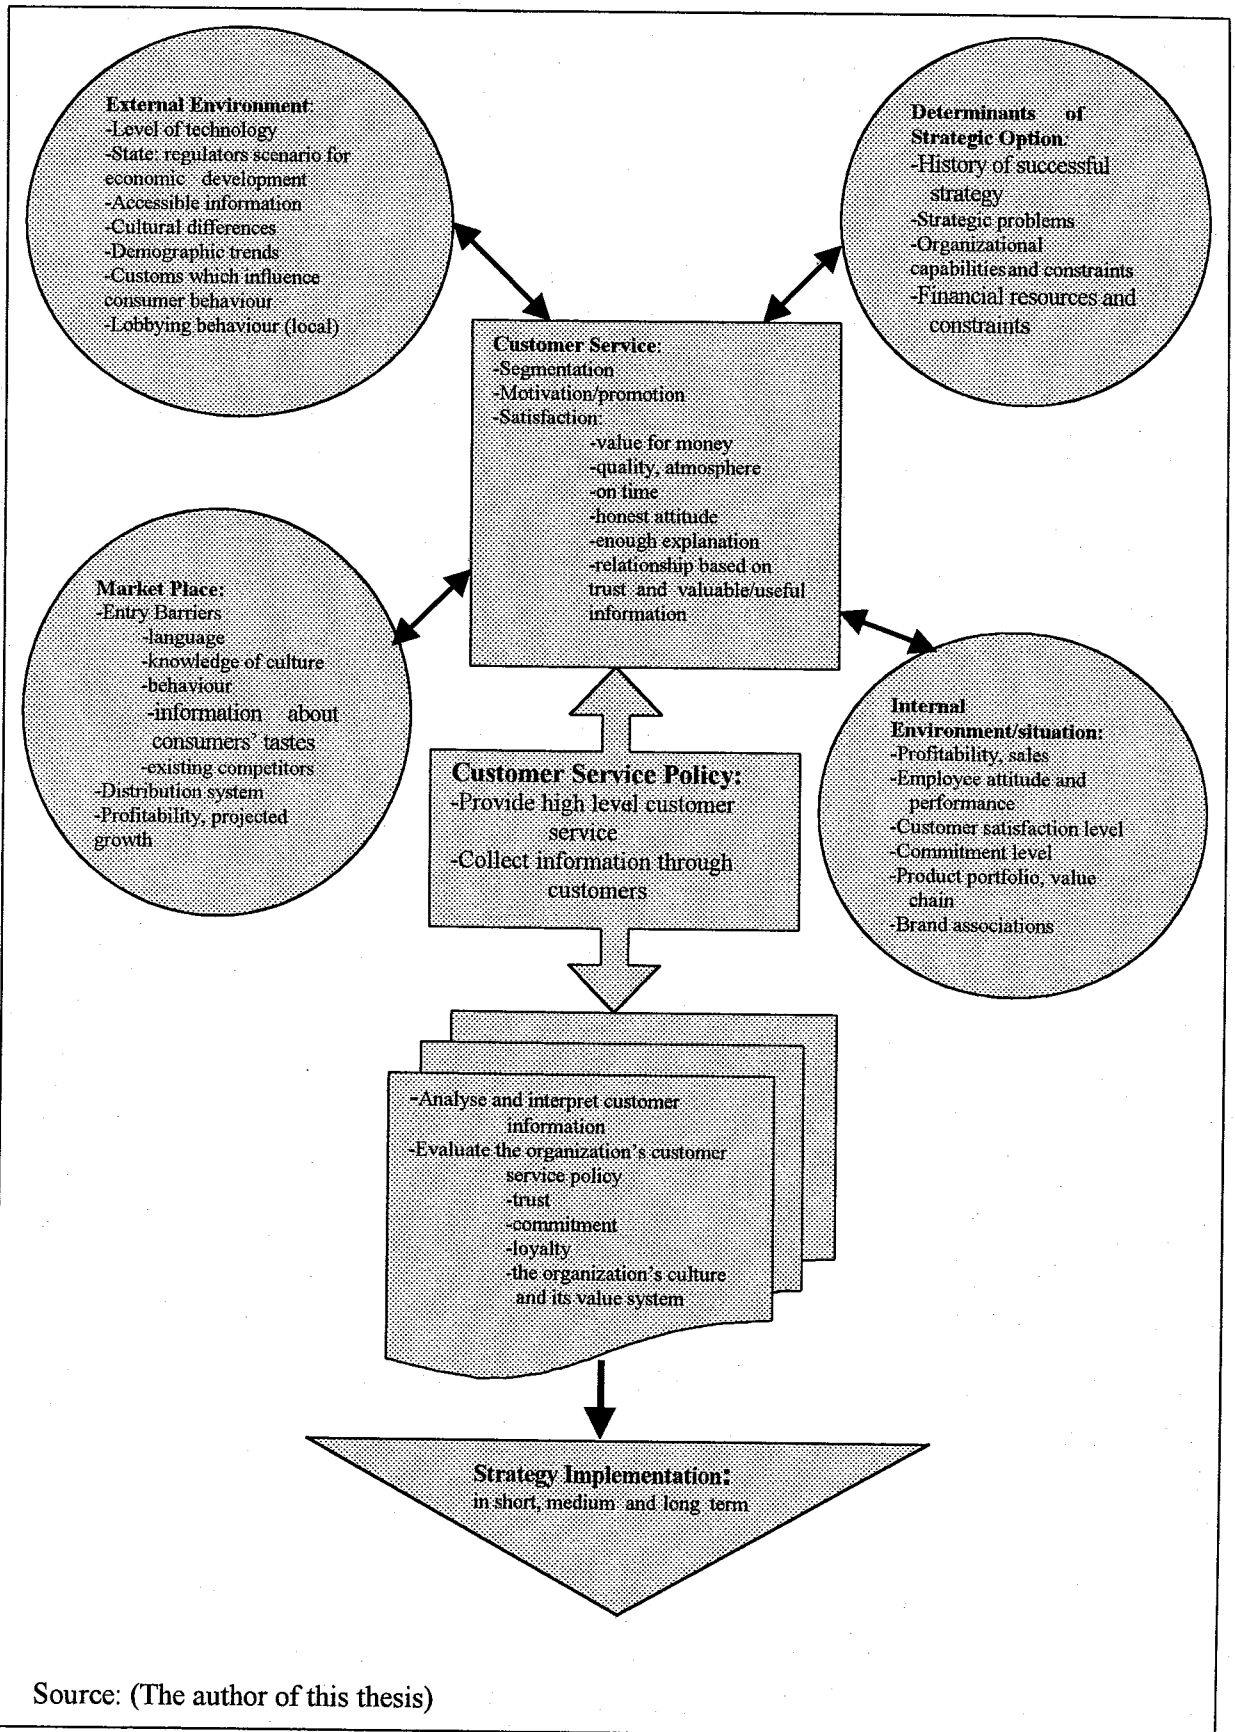 External Environment:
-Level of technology
-State: regulators scenario for
economic development
-Accessible information
-Cultural differences
-Demographic trends
-Customs which influence
consumer behaviour
-Lobbying behaviour (local)
Determinants of
Strategic Option:
-History of successful
strategy
-Strategic problems
-Organizational
capabilities and constraints
-Financial resources and
constraints
Customer Service:
-Segmentation
-Motivation/promotion
-Satisfaction:
-value for money
-quality, atmosphere
-on time
-honest attitude
-enough explanation
-relationship based on
trust and valuable/useful
information
Market Place:
-Entry Barriers
-language
-knowledge of culture
-behaviour
-information about
consumers' tastes
-existing competitors
-Distribution system
-Profitability, projected
growth
Internal
Environment/situation:
-Profitability, sales
-Employee attitude and
performance
-Customer satisfaction level
-Commitment level
-Product portfolio, value
chain
-Brand associations
Customer Service Policy:
-Provide high level customer
service
-Collect information through
customers
-Analyse and interpret customer
information
-Evaluate the organization's customer
service policy
-trust
-commitment
-loyalty
-the organization's culture
and its value system
Strategy Implementation:
in short, medium and long term
Source: (The author of this thesis)